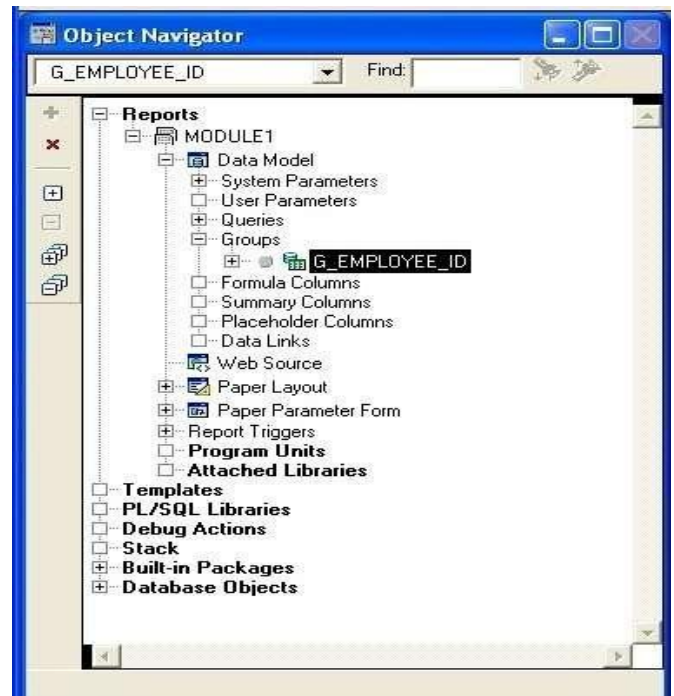 Object Navigator
G_EMPLOYEE_ID Find:
Reports
MODULE1
Data Model
System Parameters
User Parameters
Queries
Groups
G_EMPLOYEE_ID
Formula Columns
Summary Columns
Placeholder Columns
Data Links
Web Source
Paper Layout
Paper Parameter Form
Report Triggers
Program Units
Attached Libraries
Templates
PL/SQL Libraries
Debug Actions
Stack
Built-in Packages
Database Objects